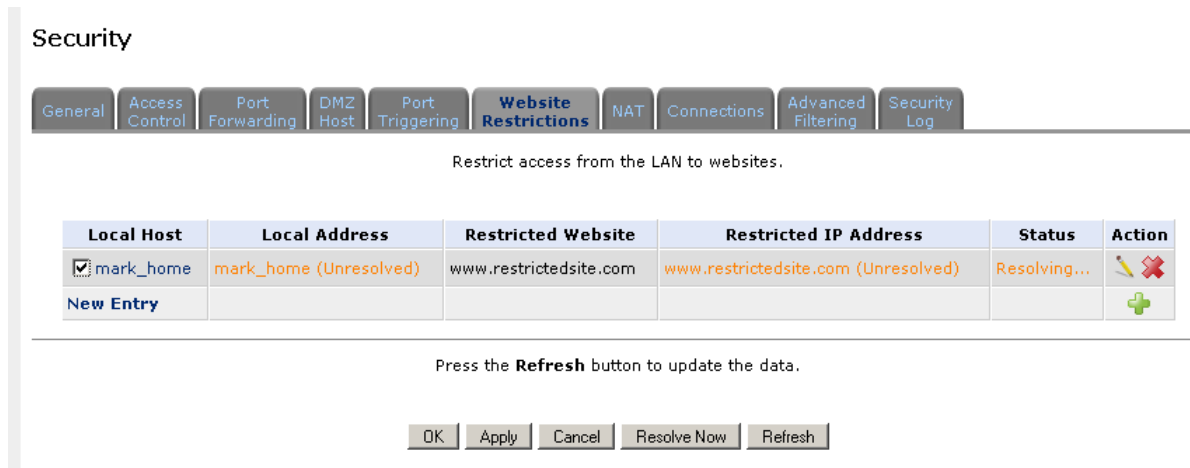 Security
General Access Control Port Forwarding DMZ Host Port Triggering Website Restrictions NAT Connections Advanced Filtering Security Log
Restrict access from the LAN to websites.
Local Host Local Address Restricted Website Restricted IP Address Status Action
mark_home mark_home (Unresolved) www.restrictedsite.com www.restrictedsite.com (Unresolved) Resolving...
New Entry
Press the Refresh button to update the data.
OK Apply Cancel Resolve Now Refresh